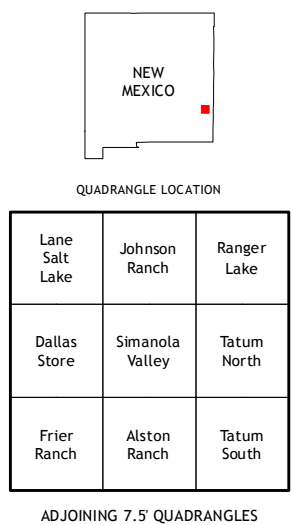 NEW
MEXICO
QUADRANGLE LOCATION
Lane
Salt
Lake
Johnson
Ranch
Ranger
Lake
Dallas
Store
Simanola
Valley
Tatum
North
Frier
Ranch
Alston
Ranch
Tatum
South
ADJOINING 7.5' QUADRANGLES